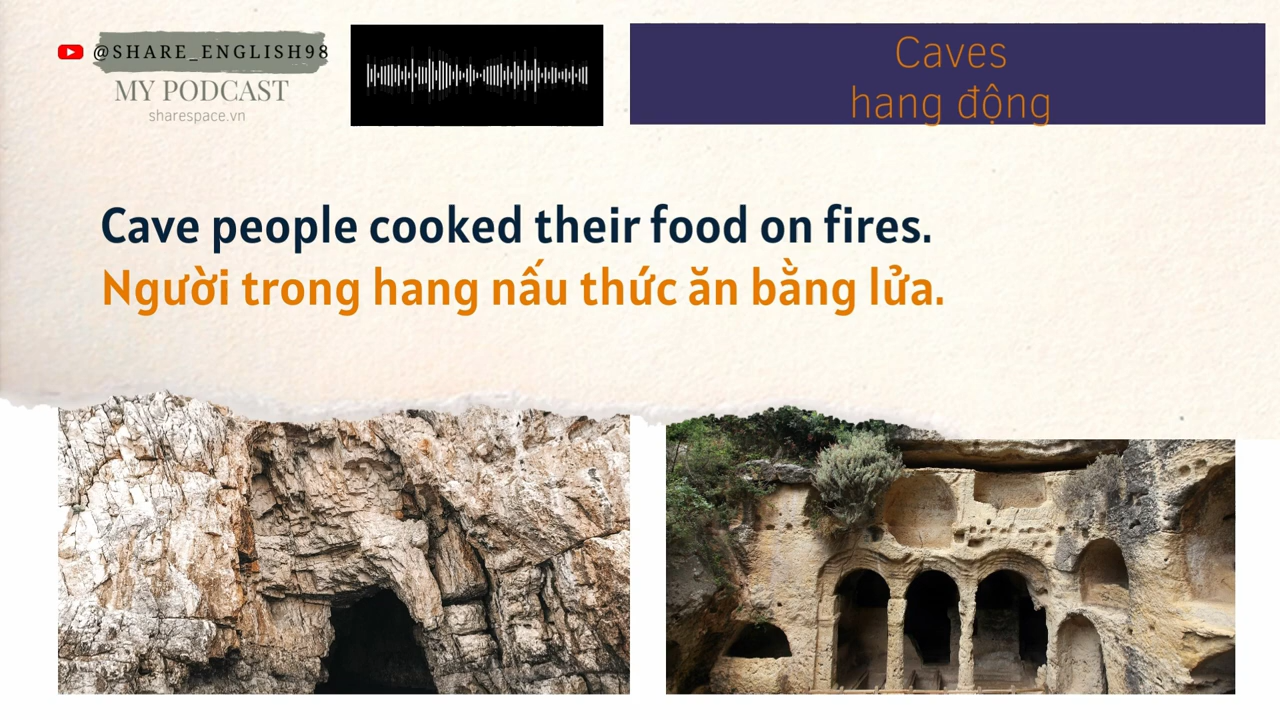 @SHARE_ENGLISH98
MY PODCAST
sharespace.vn
Caves
hang động
Cave people cooked their food on fires.
Người trong hang nấu thức ăn bằng lửa.